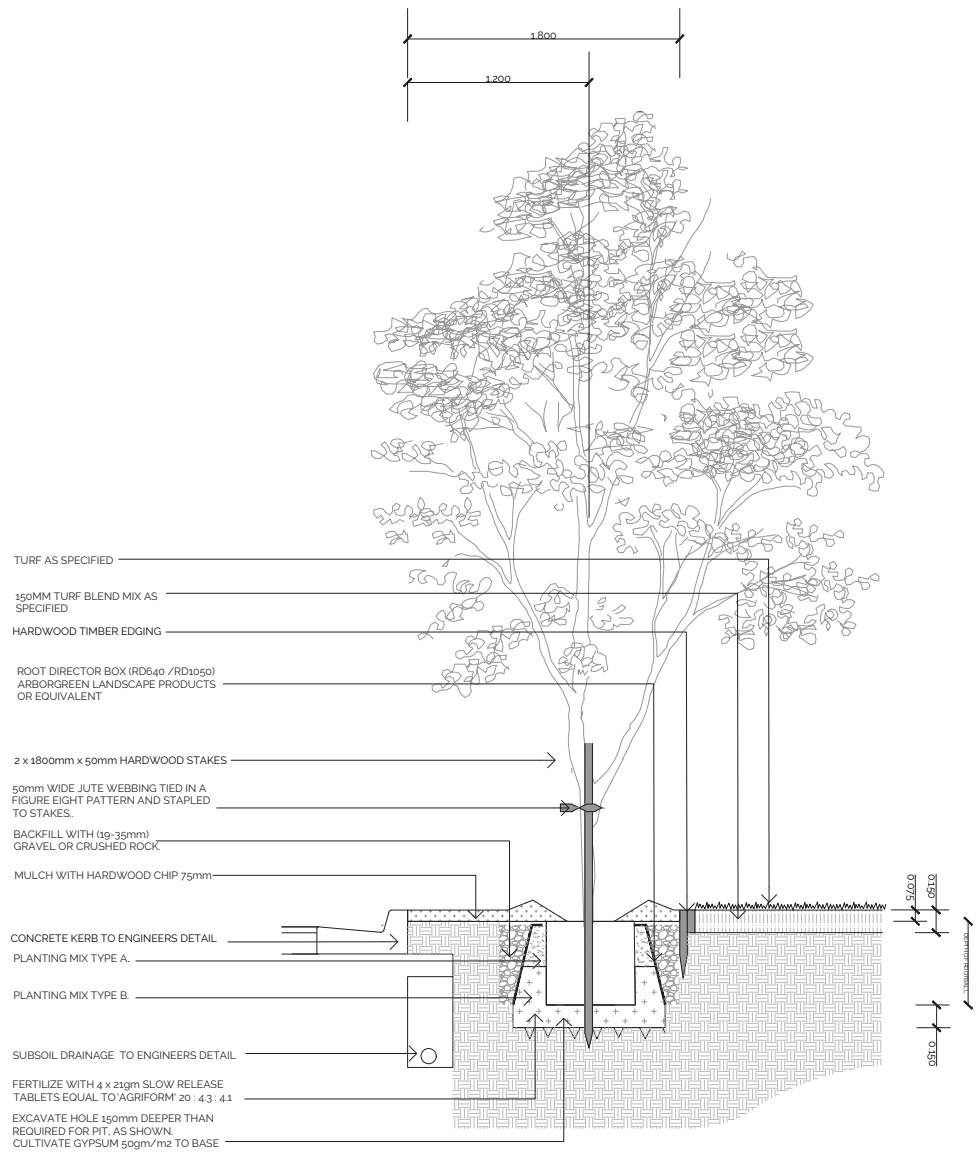 1.800
1.200
TURF AS SPECIFIED
150MM TURF BLEND MIX AS
SPECIFIED
HARDWOOD TIMBER EDGING
ROOT DIRECTOR BOX (RD640 /RD1050)
ARBORGREEN LANDSCAPE PRODUCTS
OR EQUIVALENT
2 x 1800mm x 50mm HARDWOOD STAKES
50mm WIDE JUTE WEBBING TIED IN A
FIGURE EIGHT PATTERN AND STAPLED
TO STAKES..
BACKFILL WITH (19-35mm)
GRAVEL OR CRUSHED ROCK.
MULCH WITH HARDWOOD CHIP 75mm
CONCRETE KERB TO ENGINEERS DETAIL
PLANTING MIX TYPE A.
PLANTING MIX TYPE B.
SUBSOIL DRAINAGE TO ENGINEERS DETAIL
FERTILIZE WITH 4 x 21gm SLOW RELEASE
TABLETS EQUAL TO 'AGRIFORM' 20 : 4.3 : 4.1
EXCAVATE HOLE 150mm DEEPER THAN
REQUIRED FOR PIT, AS SHOWN.
CULTIVATE GYPSUM 50gm/m2 TO BASE
0.075
0.150
DEPTH OF ROOTBALL
0.150